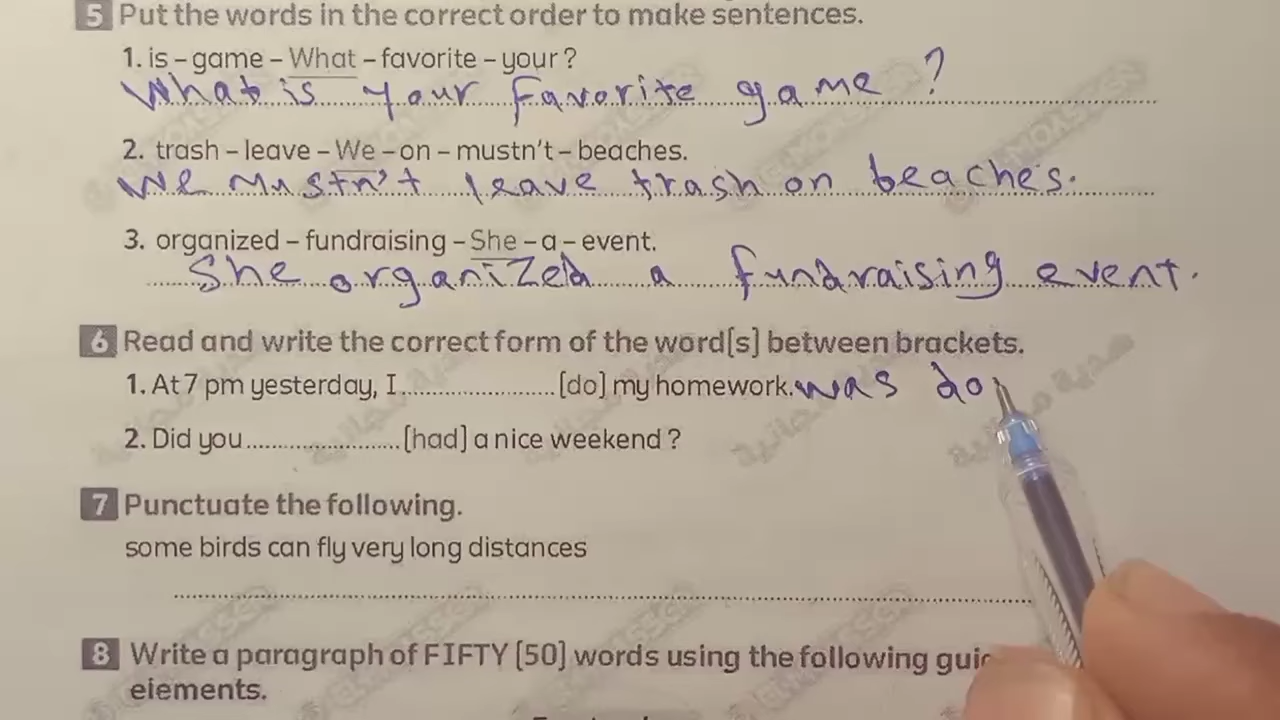 5 Put the words in the correct order to make sentences.
1. is – game – What – favorite – your ?
What is your favorite game ?
2. trash – leave – We – on – mustn't – beaches.
We mustn't leave trash on beaches.
3. organized – fundraising – She – a – event.
She organized a fundraising event.
6 Read and write the correct form of the word[s] between brackets.
1. At 7 pm yesterday, I ...................... [do] my homework. was do
2. Did you ...................... [had] a nice weekend ?
7 Punctuate the following.
some birds can fly very long distances
8 Write a paragraph of FIFTY [50] words using the following
elements.